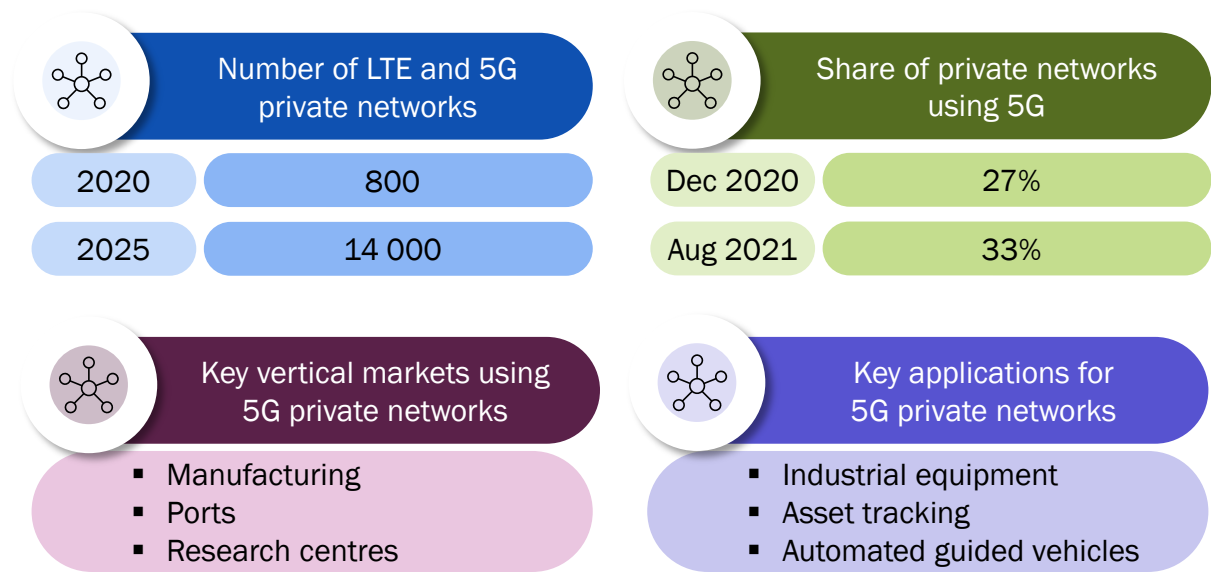 Number of LTE and 5G
private networks
2020
800
2025
14 000
Share of private networks
using 5G
Dec 2020
27%
Aug 2021
33%
Key vertical markets using
5G private networks
▪ Manufacturing
▪ Ports
▪ Research centres
Key applications for
5G private networks
▪ Industrial equipment
▪ Asset tracking
▪ Automated guided vehicles